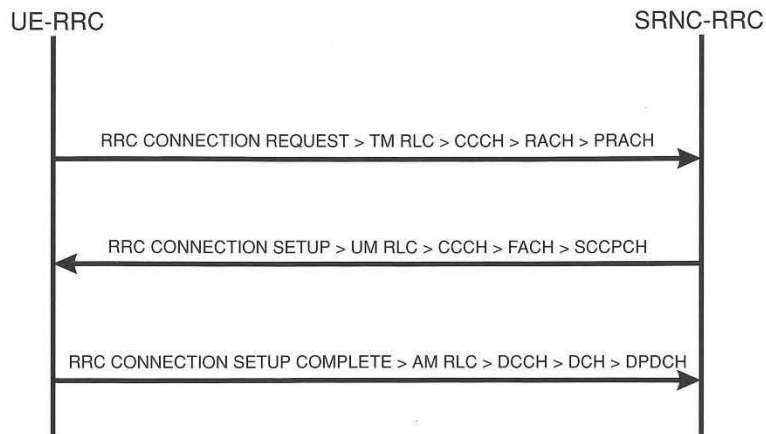 UE-RRC
SRNC-RRC
RRC CONNECTION REQUEST > TM RLC > CCCH > RACH > PRACH
RRC CONNECTION SETUP > UM RLC > CCCH > FACH > SCCPCH
RRC CONNECTION SETUP COMPLETE > AM RLC > DCCH > DCH > DPDCH